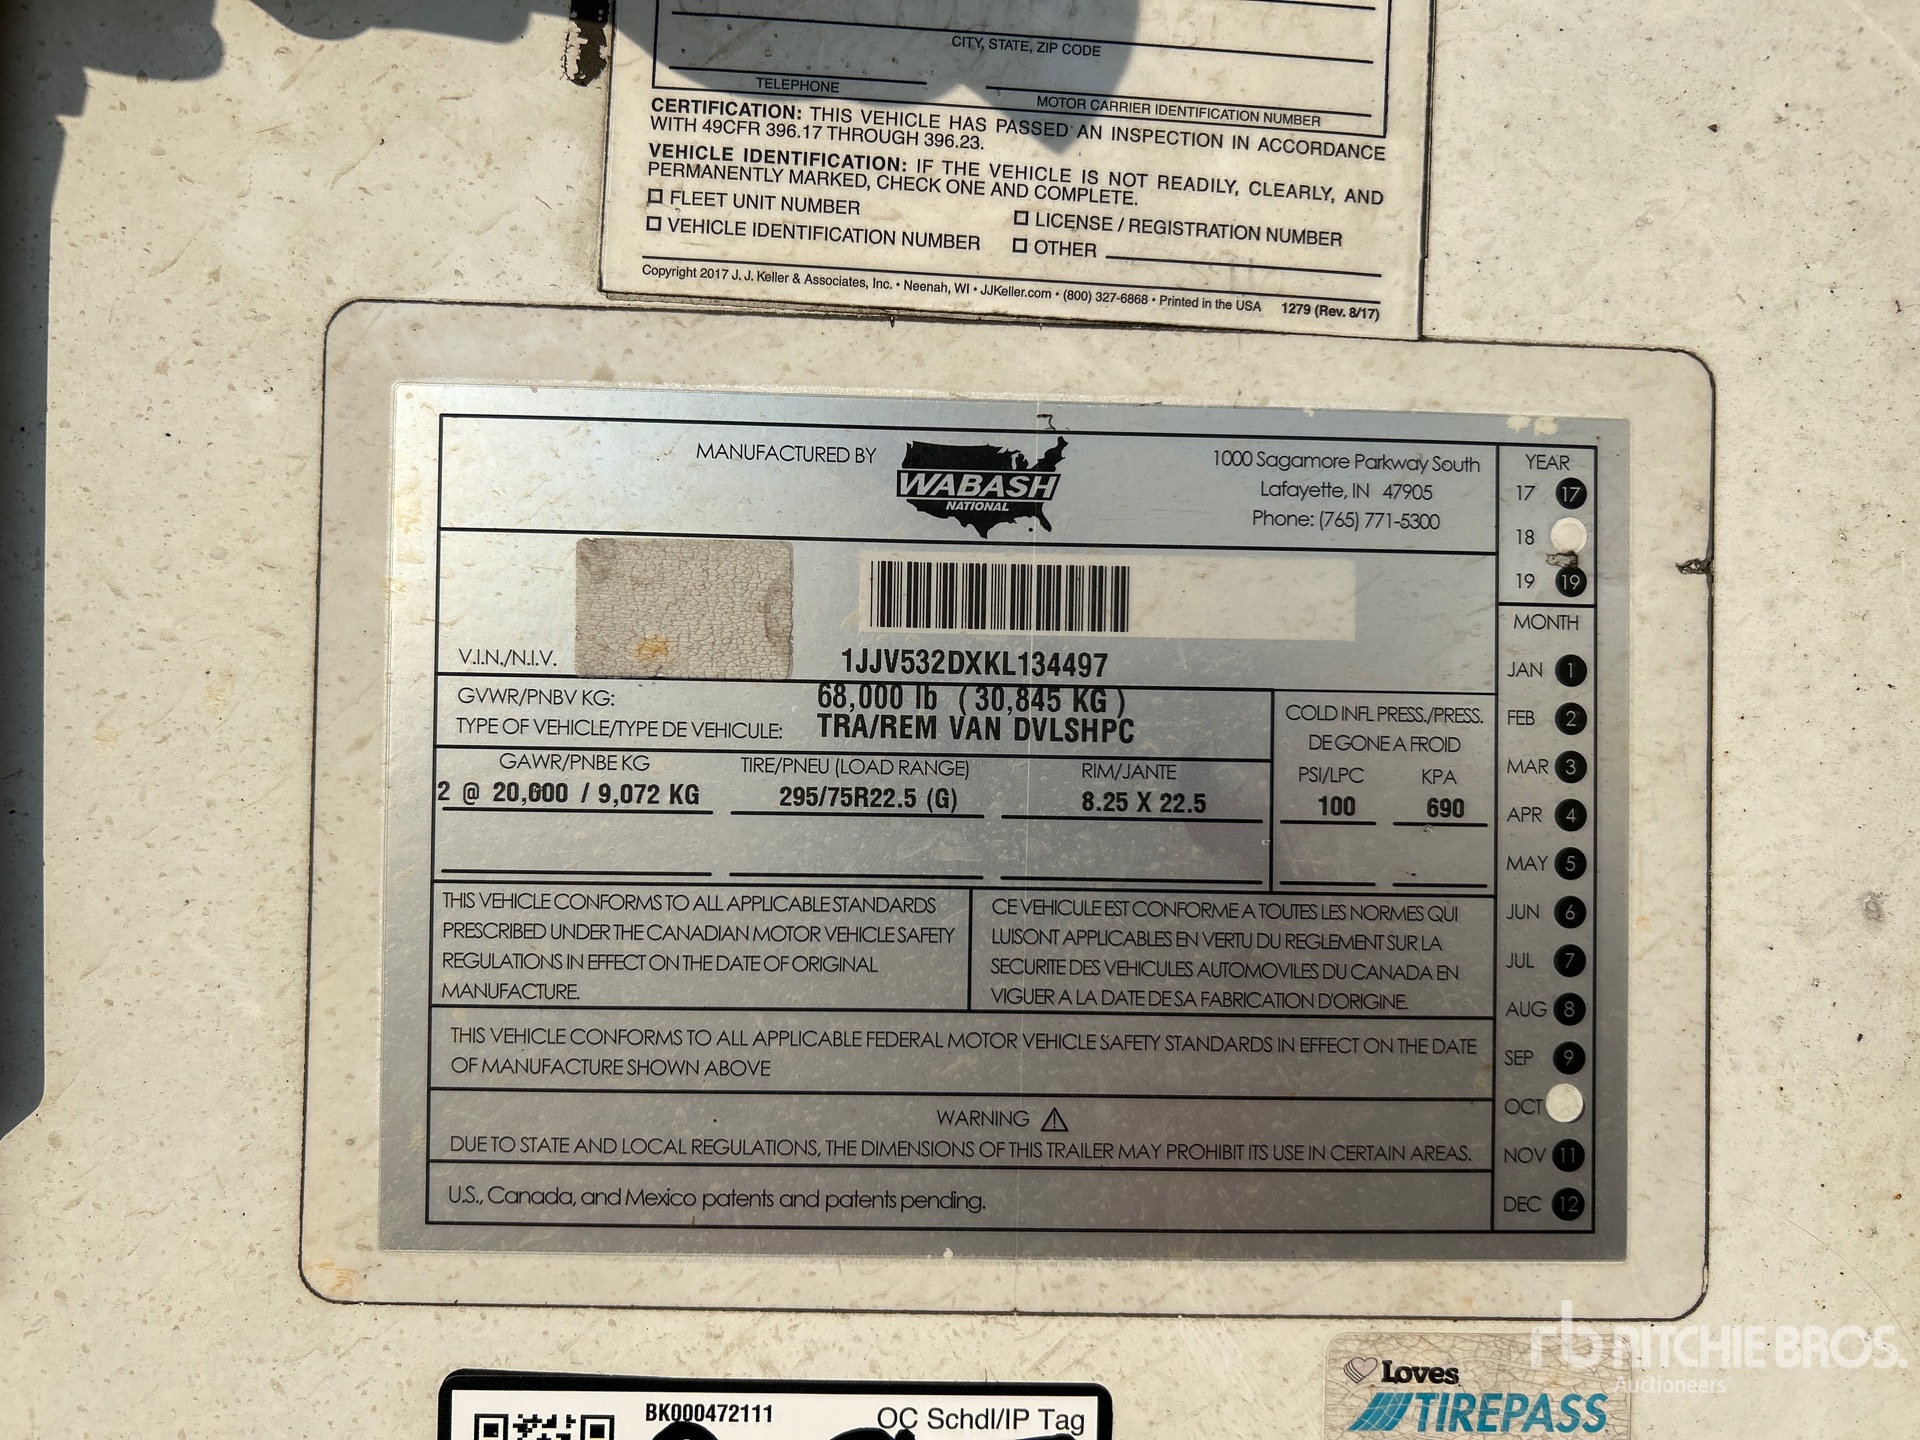 CITY, STATE, ZIP CODE
TELEPHONE
MOTOR CARRIER IDENTIFICATION NUMBER
CERTIFICATION: THIS VEHICLE HAS PASSED AN INSPECTION IN ACCORDANCE
WITH 49CFR 396.17 THROUGH 396.23.
VEHICLE IDENTIFICATION: IF THE VEHICLE IS NOT READILY, CLEARLY, AND
PERMANENTLY MARKED, CHECK ONE AND COMPLETE.
☐ FLEET UNIT NUMBER
☐ LICENSE / REGISTRATION NUMBER
☐ VEHICLE IDENTIFICATION NUMBER
☐ OTHER
Copyright 2017 J. J. Keller & Associates, Inc. • Neenah, WI • JJKeller.com • (800) 327-6868 • Printed in the USA 1279 (Rev. 8/17)
MANUFACTURED BY
WABASH
NATIONAL
1000 Sagamore Parkway South
Lafayette, IN 47905
Phone: (765) 771-5300
V.I.N./N.I.V.
1JJV532DXKL134497
GVWR/PNBV KG:
68,000 lb (30,845 KG)
TYPE OF VEHICLE/TYPE DE VEHICULE:
TRA/REM VAN DVLSHPC
COLD INFL PRESS./PRESS.
DE GONE A FROID
GAWR/PNBE KG
TIRE/PNEU (LOAD RANGE)
RIM/JANTE
PSI/LPC
KPA
2 @ 20,000 / 9,072 KG
295/75R22.5 (G)
8.25 X 22.5
100
690
THIS VEHICLE CONFORMS TO ALL APPLICABLE STANDARDS
PRESCRIBED UNDER THE CANADIAN MOTOR VEHICLE SAFETY
REGULATIONS IN EFFECT ON THE DATE OF ORIGINAL
MANUFACTURE.
CE VEHICULE EST CONFORME A TOUTES LES NORMES QUI
LUISONT APPLICABLES EN VERTU DU REGLEMENT SUR LA
SECURITE DES VEHICULES AUTOMOVILES DU CANADA EN
VIGUER A LA DATE DE SA FABRICATION D'ORIGINE.
THIS VEHICLE CONFORMS TO ALL APPLICABLE FEDERAL MOTOR VEHICLE SAFETY STANDARDS IN EFFECT ON THE DATE
OF MANUFACTURE SHOWN ABOVE
WARNING
DUE TO STATE AND LOCAL REGULATIONS, THE DIMENSIONS OF THIS TRAILER MAY PROHIBIT ITS USE IN CERTAIN AREAS.
U.S., Canada, and Mexico patents and patents pending.
YEAR
17 17
18
19 19
MONTH
JAN 1
FEB 2
MAR 3
APR 4
MAY 5
JUN 6
JUL 7
AUG 8
SEP 9
OCT
NOV 11
DEC 12
BK000472111
OC Schdl/IP Tag
Loves
TIREPASS
rb RITCHIE BROS.
Auctioneers